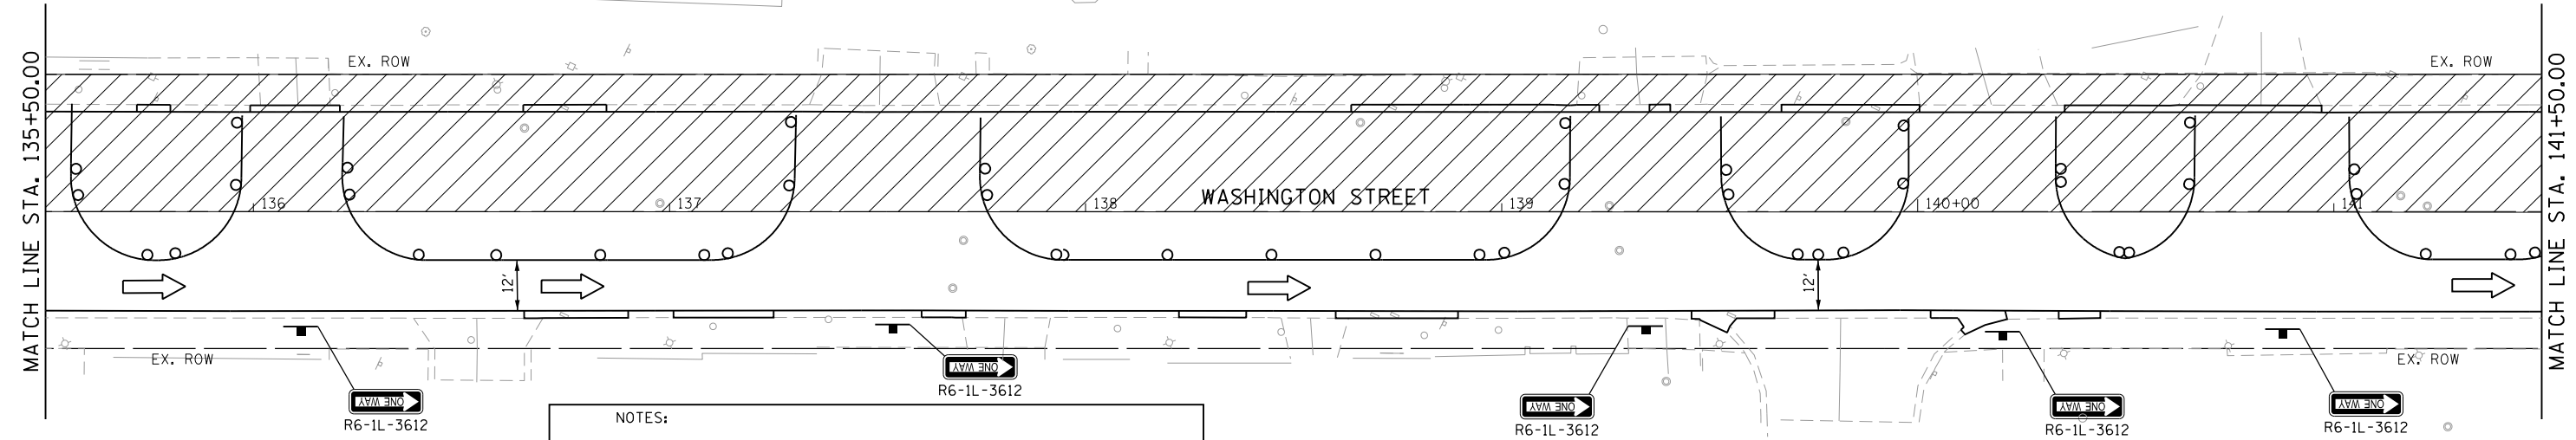 MATCH LINE STA. 135+50.00
EX. ROW
EX. ROW
MATCH LINE STA. 141+50.00
WASHINGTON STREET
136
137
138
139
140+00
141
12'
12'
EX. ROW
EX. ROW
ONE WAY
R6-1L-3612
ONE WAY
R6-1L-3612
ONE WAY
R6-1L-3612
ONE WAY
R6-1L-3612
ONE WAY
R6-1L-3612
NOTES: